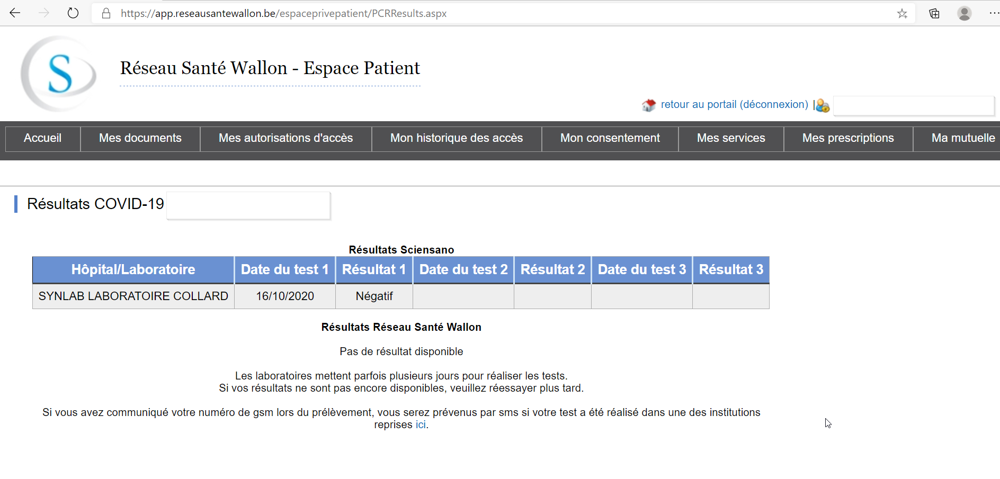 https://app.reseausantewallon.be/espaceprivepatient/PCRResults.aspx
S
Réseau Santé Wallon - Espace Patient
retour au portail (déconnexion) |
Accueil Mes documents Mes autorisations d'accès Mon historique des accès Mon consentement Mes services Mes prescriptions Ma mutuelle
Résultats COVID-19
Résultats Sciensano
Hôpital/Laboratoire Date du test 1 Résultat 1 Date du test 2 Résultat 2 Date du test 3 Résultat 3
SYNLAB LABORATOIRE COLLARD 16/10/2020 Négatif
Résultats Réseau Santé Wallon
Pas de résultat disponible
Les laboratoires mettent parfois plusieurs jours pour réaliser les tests.
Si vos résultats ne sont pas encore disponibles, veuillez réessayer plus tard.
Si vous avez communiqué votre numéro de gsm lors du prélèvement, vous serez prévenus par sms si votre test a été réalisé dans une des institutions
reprises ici.